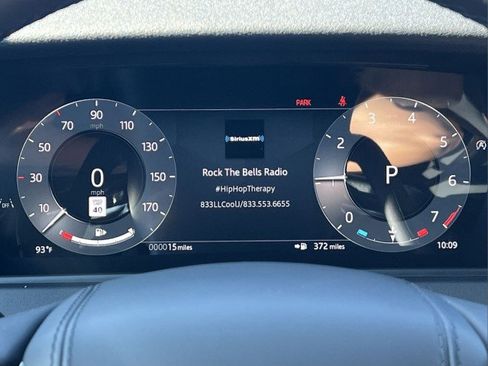 PARK
SiriusXM
Rock The Bells Radio
#HipHopTherapy
833LLCoolJ/833.553.6655
90
mph
70
110
50
130
30
150
10
170
0
mph
40
93°F
000015 miles
372 miles
0
1
2
3
4
5
6
7
P
A
OFF
10:09